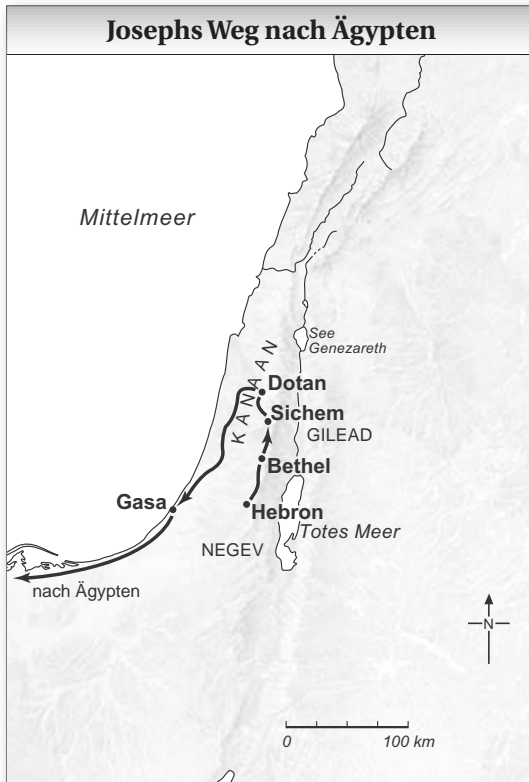 Josephs Weg nach Ägypten
Mittelmeer
See
Genezareth
KANAAN
Dotan
Sichem
GILEAD
Bethel
Gasa
Hebron
Totes Meer
NEGEV
nach Ägypten
N
0 100 km